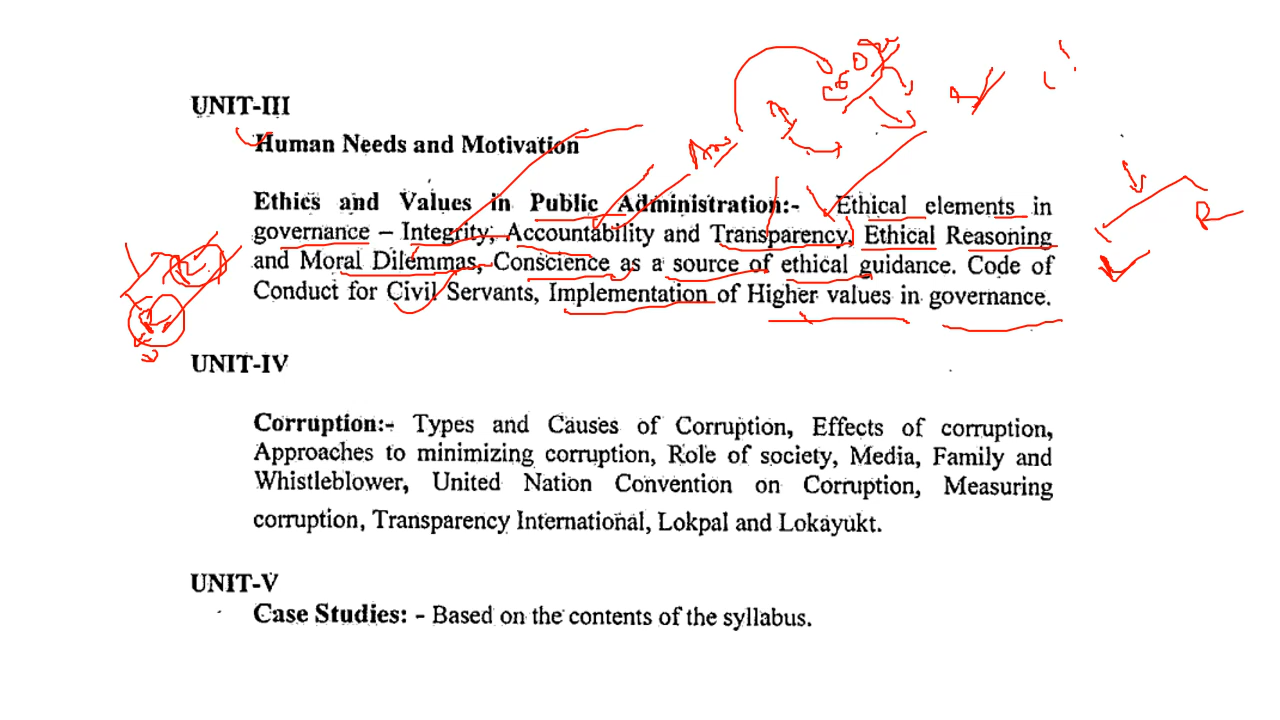 UNIT-III
Human Needs and Motivation
Ethics and Values in Public Administration:- Ethical elements in
governance – Integrity, Accountability and Transparency, Ethical Reasoning
and Moral Dilemmas, Conscience as a source of ethical guidance. Code of
Conduct for Civil Servants, Implementation of Higher values in governance.
UNIT-IV
Corruption:- Types and Causes of Corruption, Effects of corruption,
Approaches to minimizing corruption, Role of society, Media, Family and
Whistleblower, United Nation Convention on Corruption, Measuring
corruption, Transparency International, Lokpal and Lokayukt.
UNIT-V
Case Studies: - Based on the contents of the syllabus.